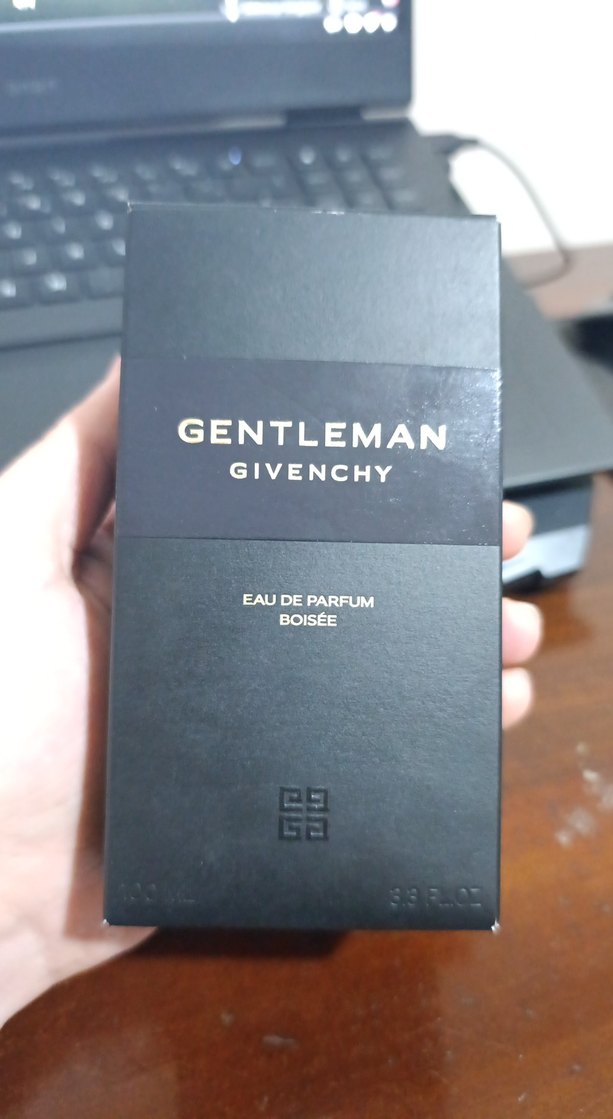 GENTLEMAN
GIVENCHY
EAU DE PARFUM
BOISÉE
100 ML 3.3 FL.OZ